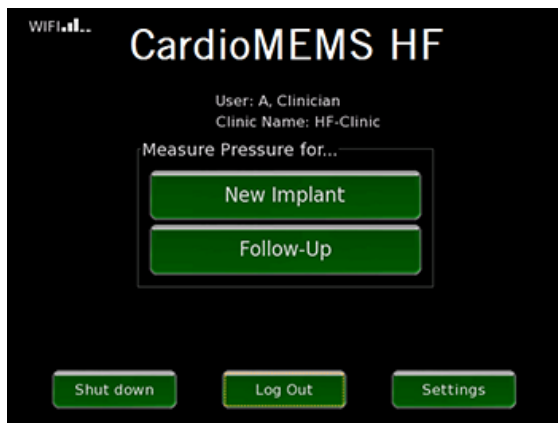 WIFI
CardioMEMS HF
User: A, Clinician
Clinic Name: HF-Clinic
Measure Pressure for...
New Implant
Follow-Up
Shut down
Log Out
Settings